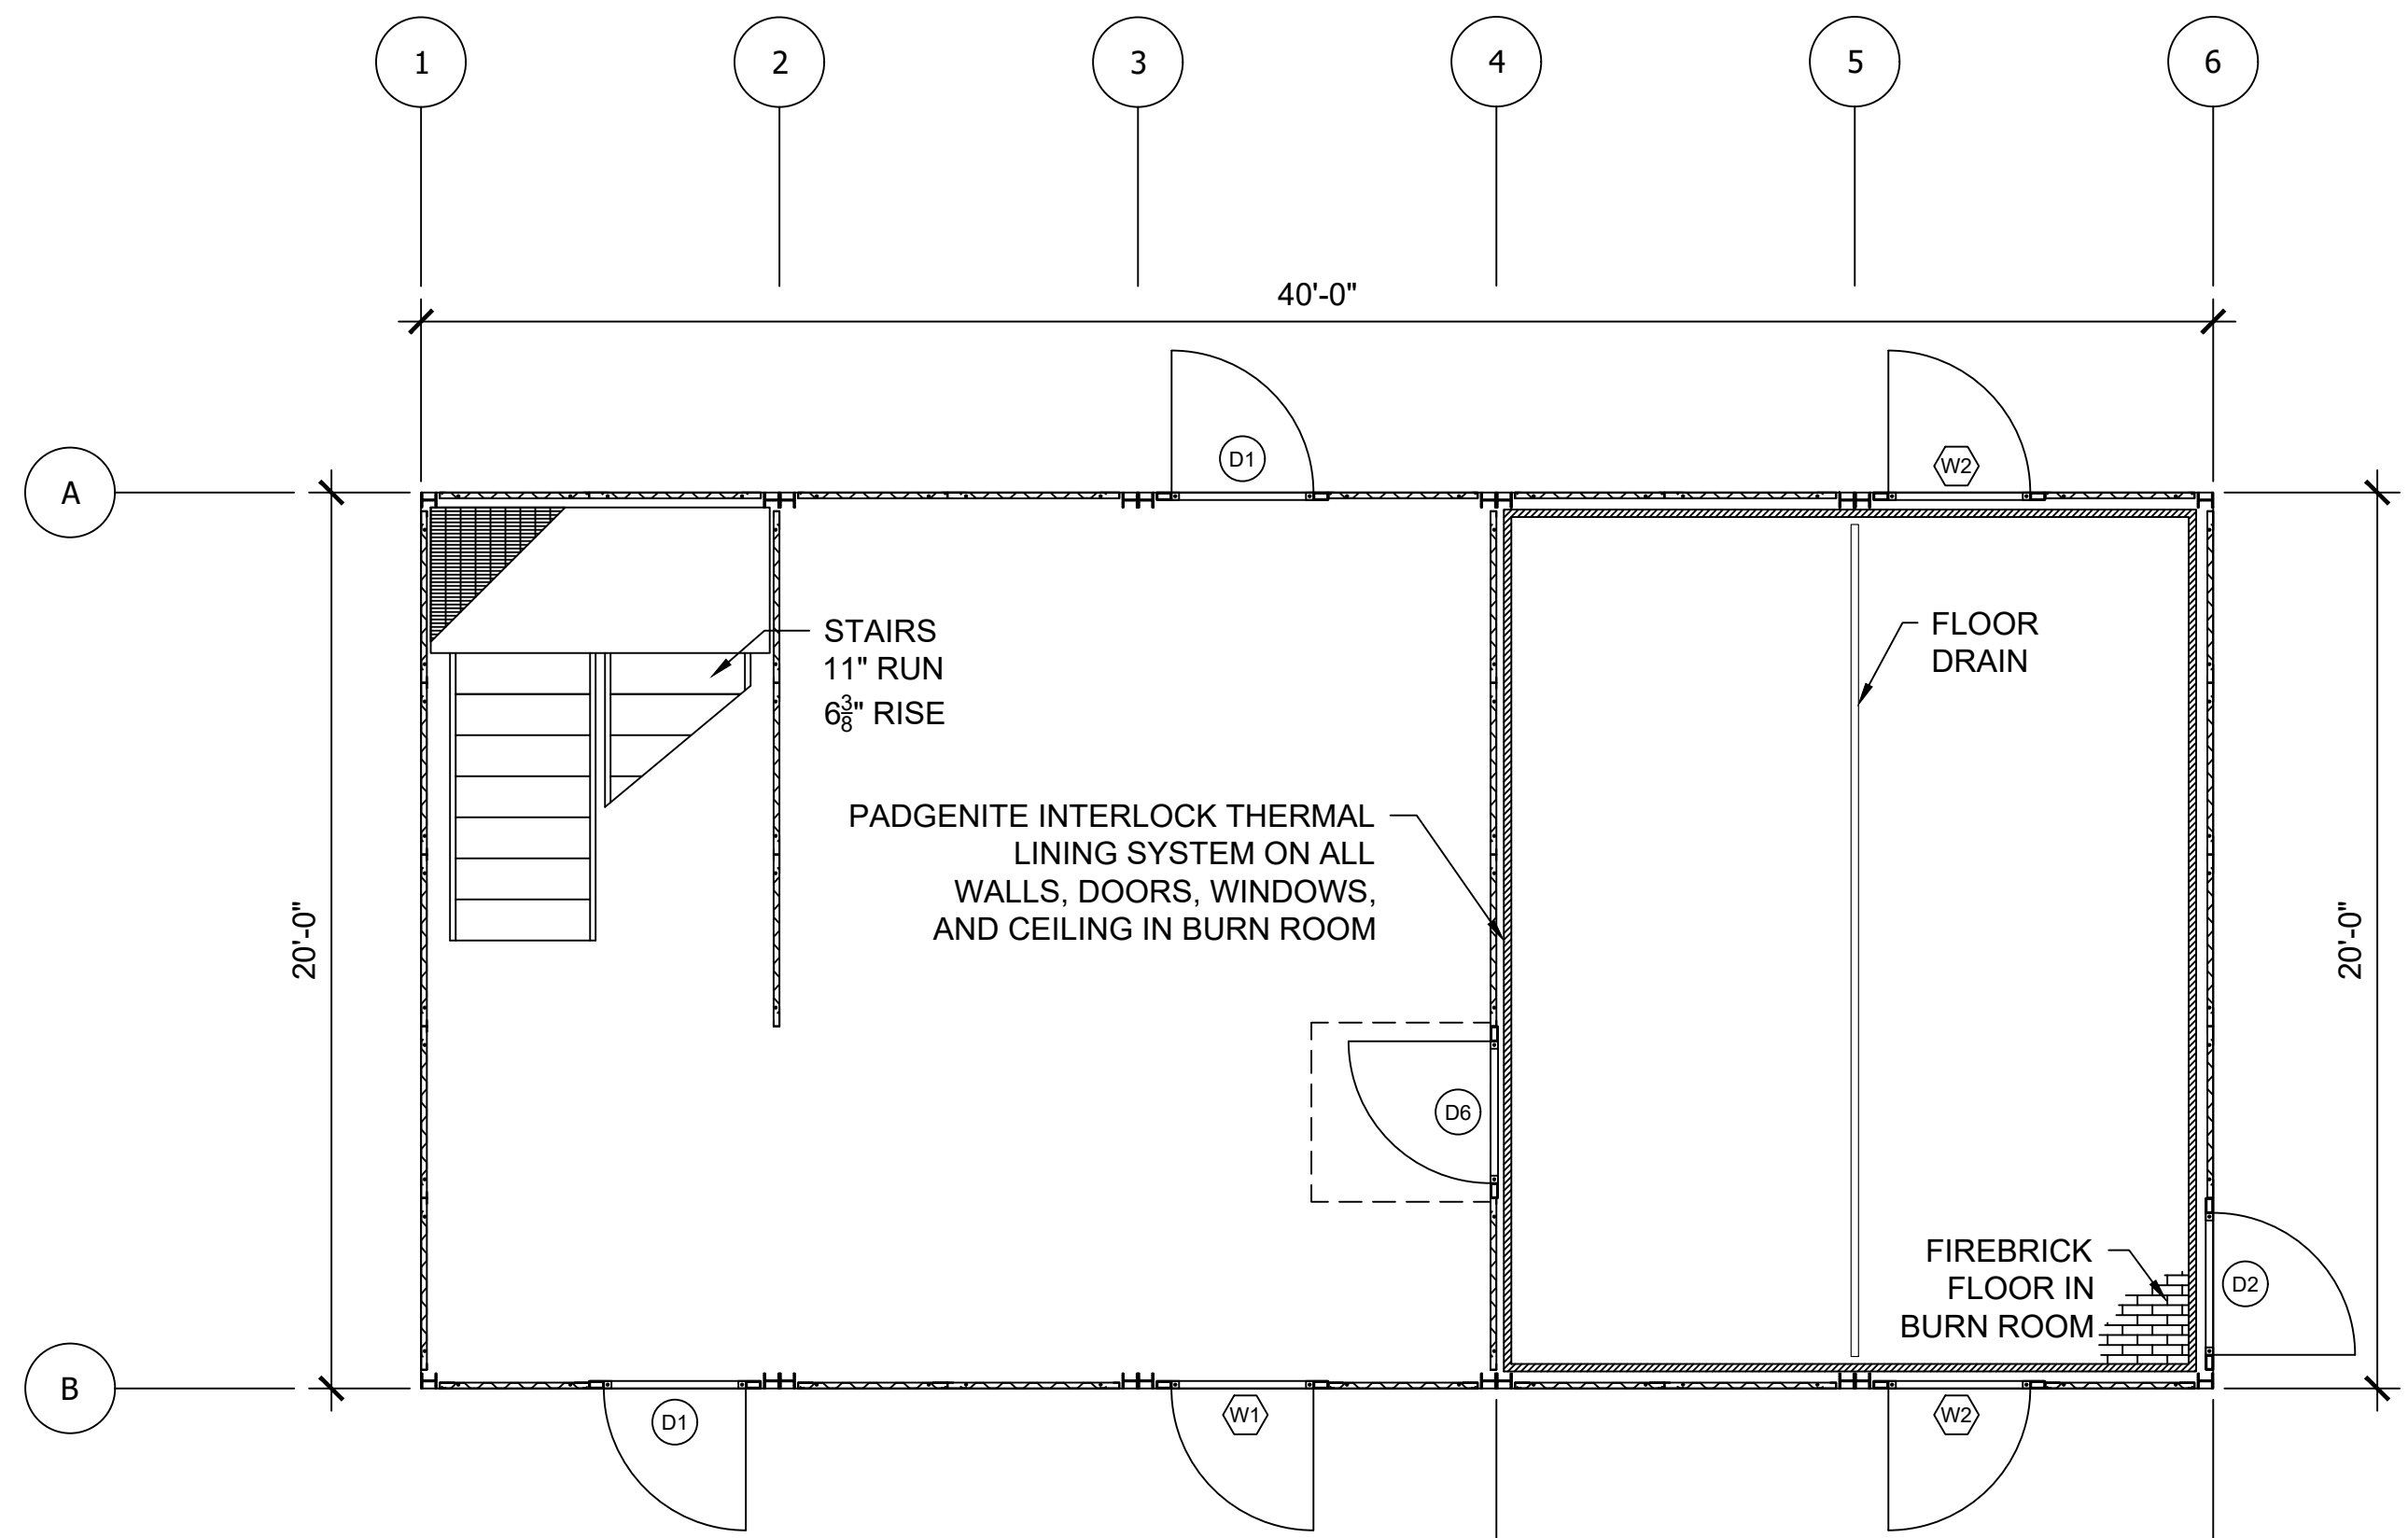 1
2
3
4
5
6
40'-0"
D1
W2
A
STAIRS
11" RUN
6 3/8" RISE
FLOOR
DRAIN
PADGENITE INTERLOCK THERMAL
LINING SYSTEM ON ALL
WALLS, DOORS, WINDOWS,
AND CEILING IN BURN ROOM
20'-0"
20'-0"
D6
FIREBRICK
FLOOR IN
BURN ROOM
D2
B
D1
W1
W2